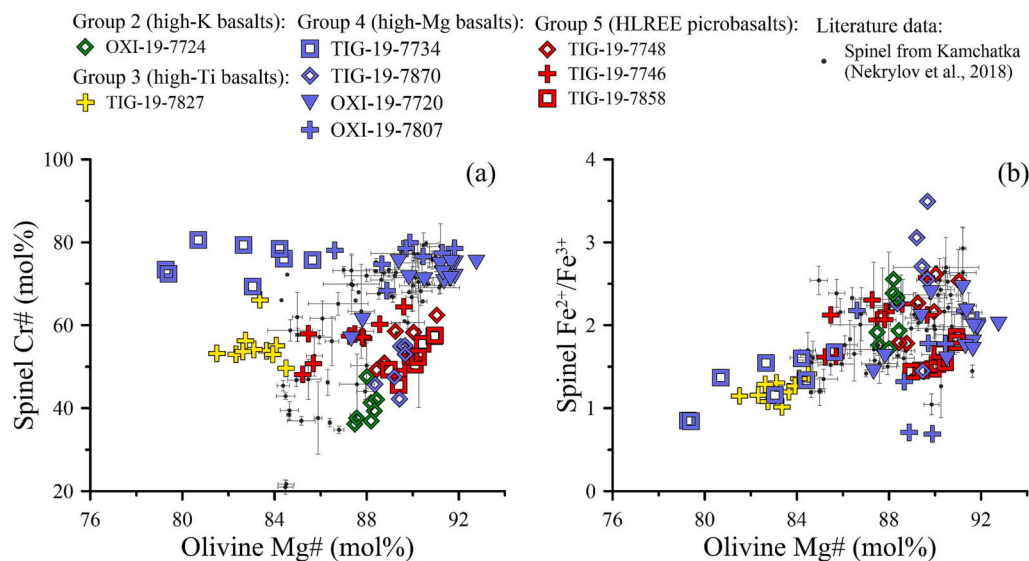 Group 2 (high-K basalts):
OXI-19-7724
Group 3 (high-Ti basalts):
TIG-19-7827
Group 4 (high-Mg basalts):
TIG-19-7734
TIG-19-7870
OXI-19-7720
OXI-19-7807
Group 5 (HLREE picrobasalts):
TIG-19-7748
TIG-19-7746
TIG-19-7858
Literature data:
Spinel from Kamchatka
(Nekrylov et al., 2018)
(a)
Spinel Cr# (mol%)
100
80
60
40
20
76 80 84 88 92
Olivine Mg# (mol%)
(b)
Spinel Fe²⁺/Fe³⁺
4
3
2
1
0
76 80 84 88 92
Olivine Mg# (mol%)